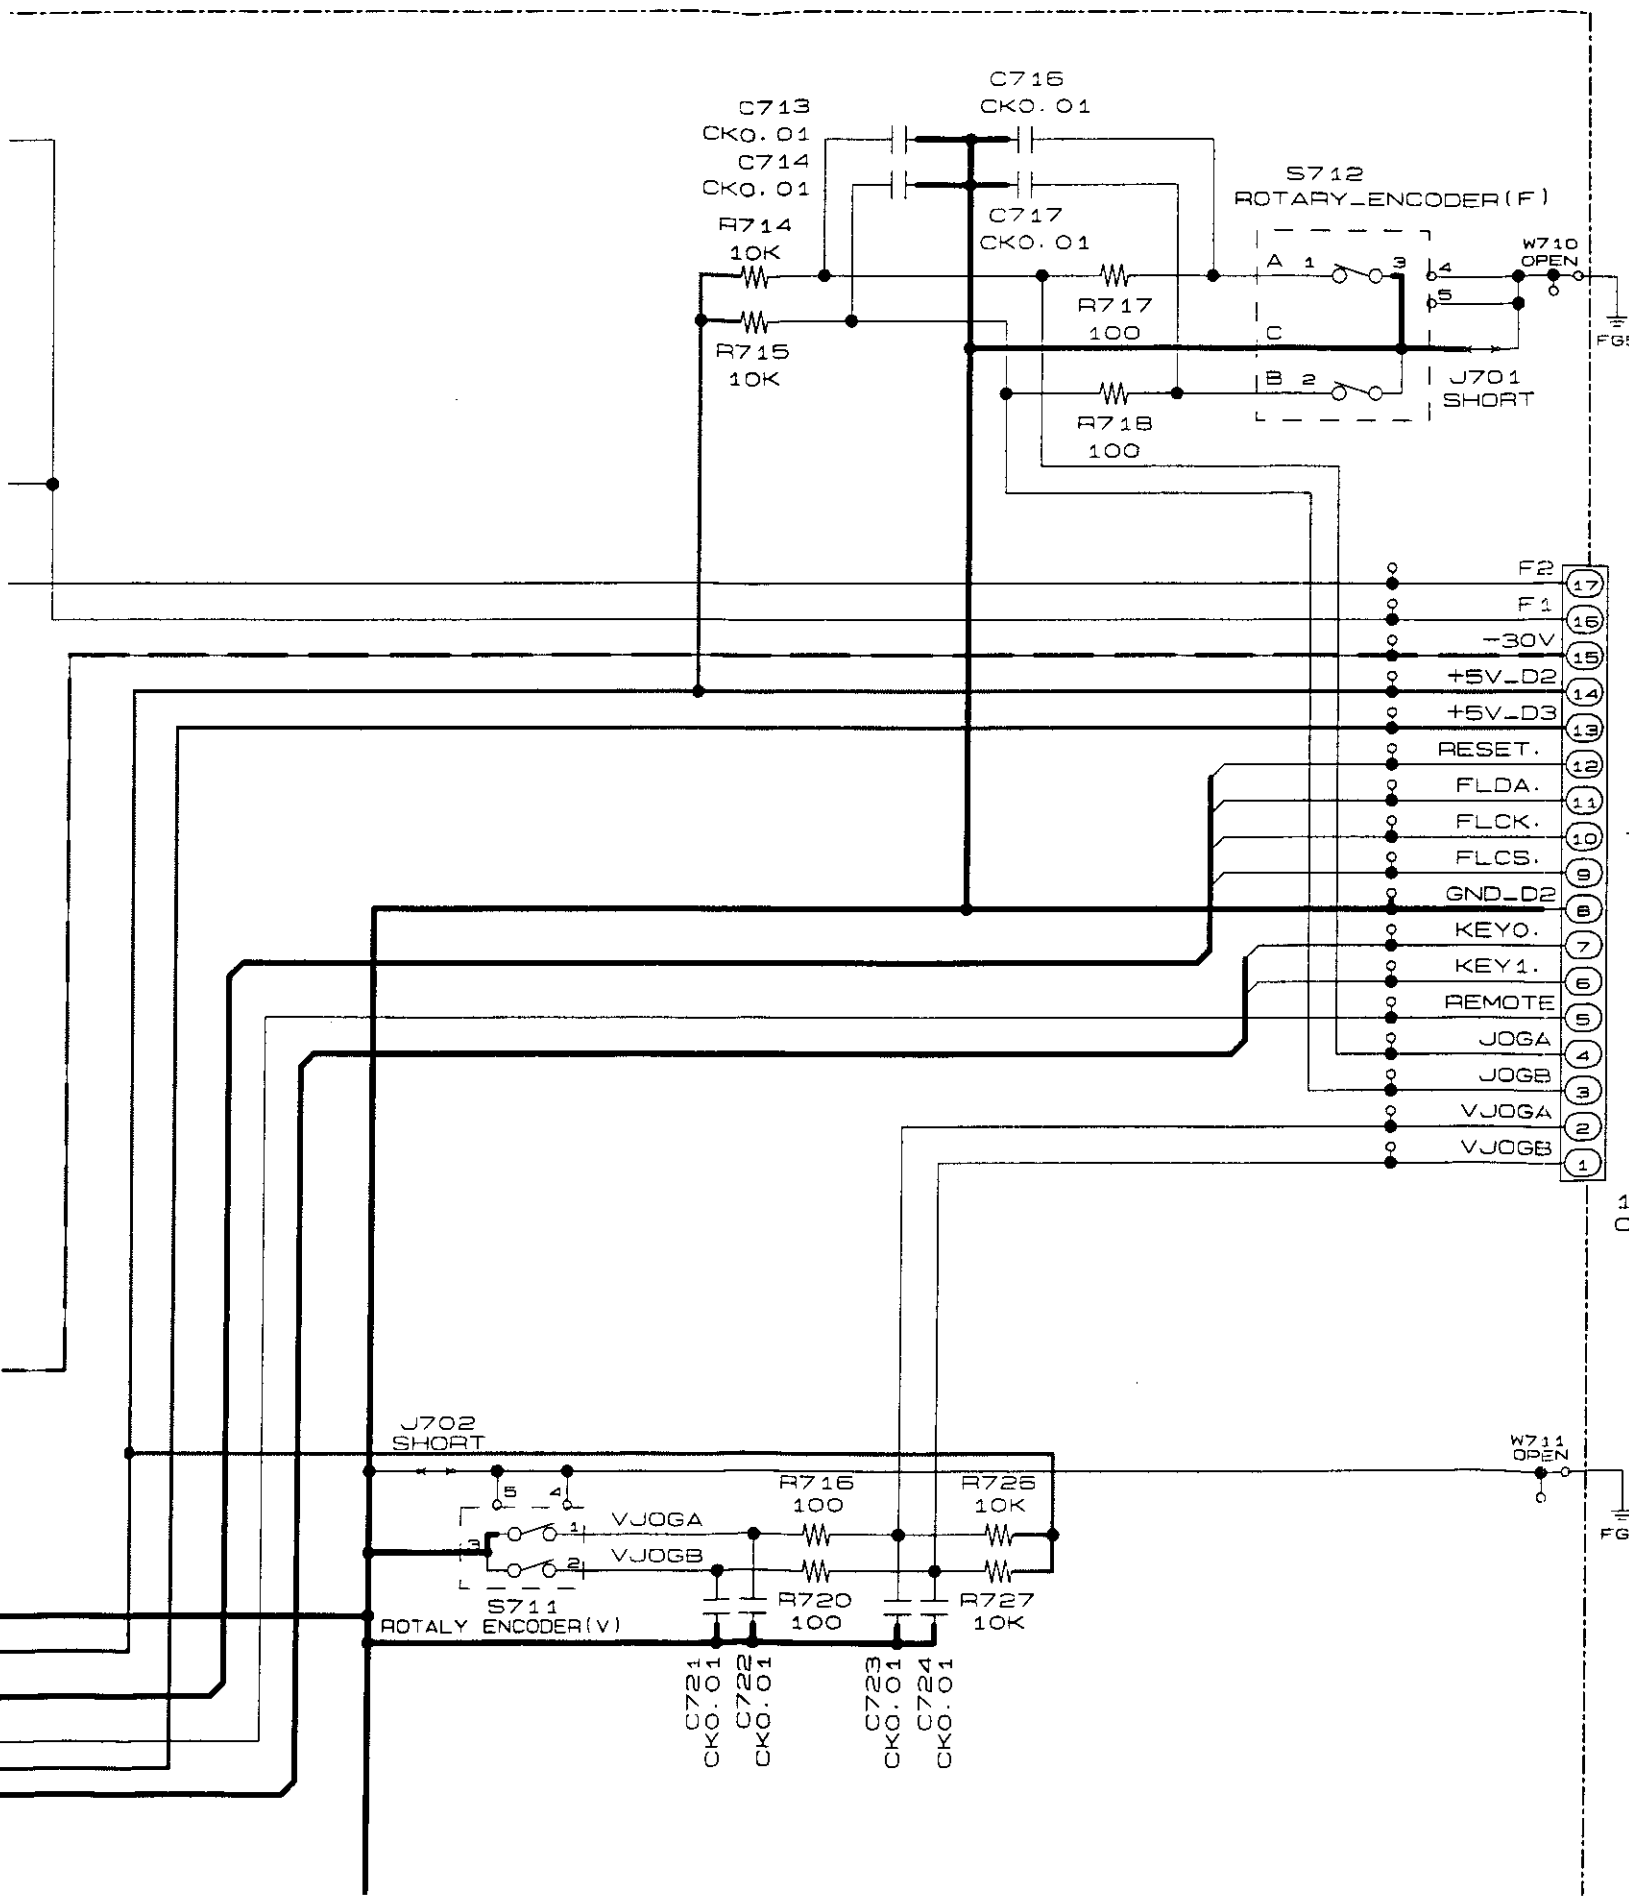 C716
CK0.01
C713
CK0.01
C714
CK0.01
C717
CK0.01
S712
ROTARY_ENCODER(F)
R714
10K
R715
10K
R717
100
R718
100
A 1
3
4
5
C
B 2
W710
OPEN
J701
SHORT
F2
17
F1
16
-30V
15
+5V_D2
14
+5V_D3
13
RESET.
12
FLDA.
11
FLCK.
10
FLCS.
9
GND_D2
8
KEY0.
7
KEY1.
6
REMOTE
5
JOGA
4
JOGB
3
VJOGA
2
VJOGB
1
J702
SHORT
W711
OPEN
5
4
3
1
2
VJOGA
VJOGB
R716
100
R726
10K
R720
100
R727
10K
S711
ROTALY ENCODER(V)
C721
CK0.01
C722
CK0.01
C723
CK0.01
C724
CK0.01